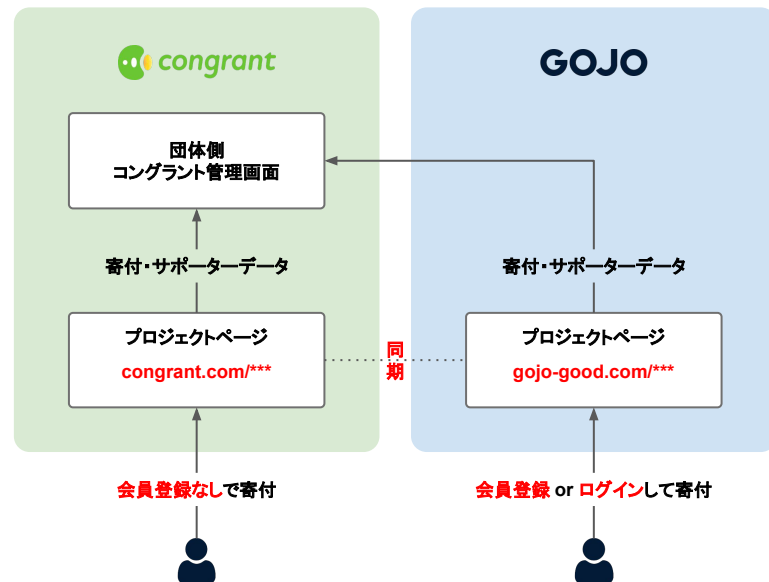 congrant
GOJO
団体側
コングラント管理画面
寄付・サポーターデータ
寄付・サポーターデータ
プロジェクトページ
congrant.com/***
同
期
プロジェクトページ
gojo-good.com/***
会員登録なしで寄付
会員登録 or ログインして寄付